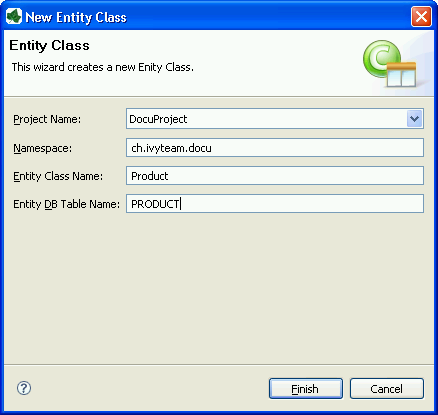 New Entity Class
Entity Class
This wizard creates a new Enity Class.
Project Name: DocuProject
Namespace: ch.ivyteam.docu
Entity Class Name: Product
Entity DB Table Name: PRODUCT
Finish Cancel